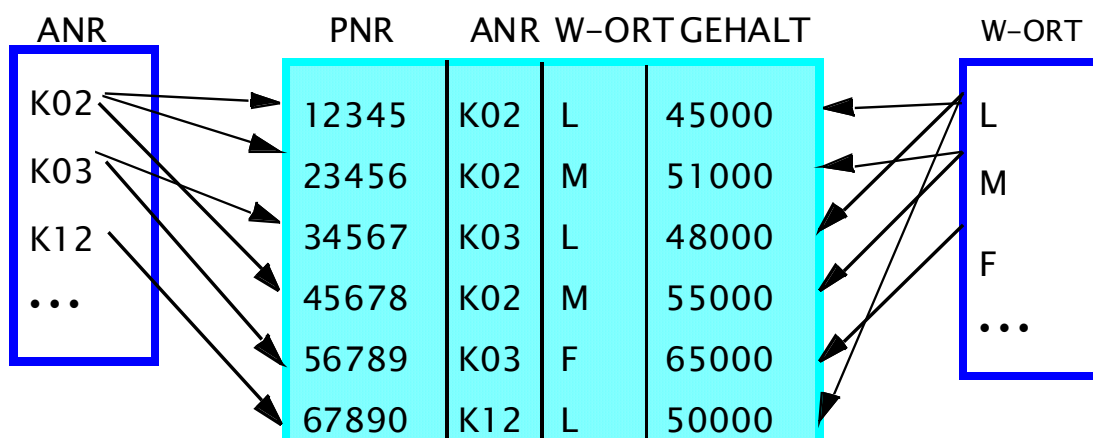 ANR
K02
K03
K12
...
PNR ANR W-ORT GEHALT
12345 K02 L 45000
23456 K02 M 51000
34567 K03 L 48000
45678 K02 M 55000
56789 K03 F 65000
67890 K12 L 50000
W-ORT
L
M
F
...